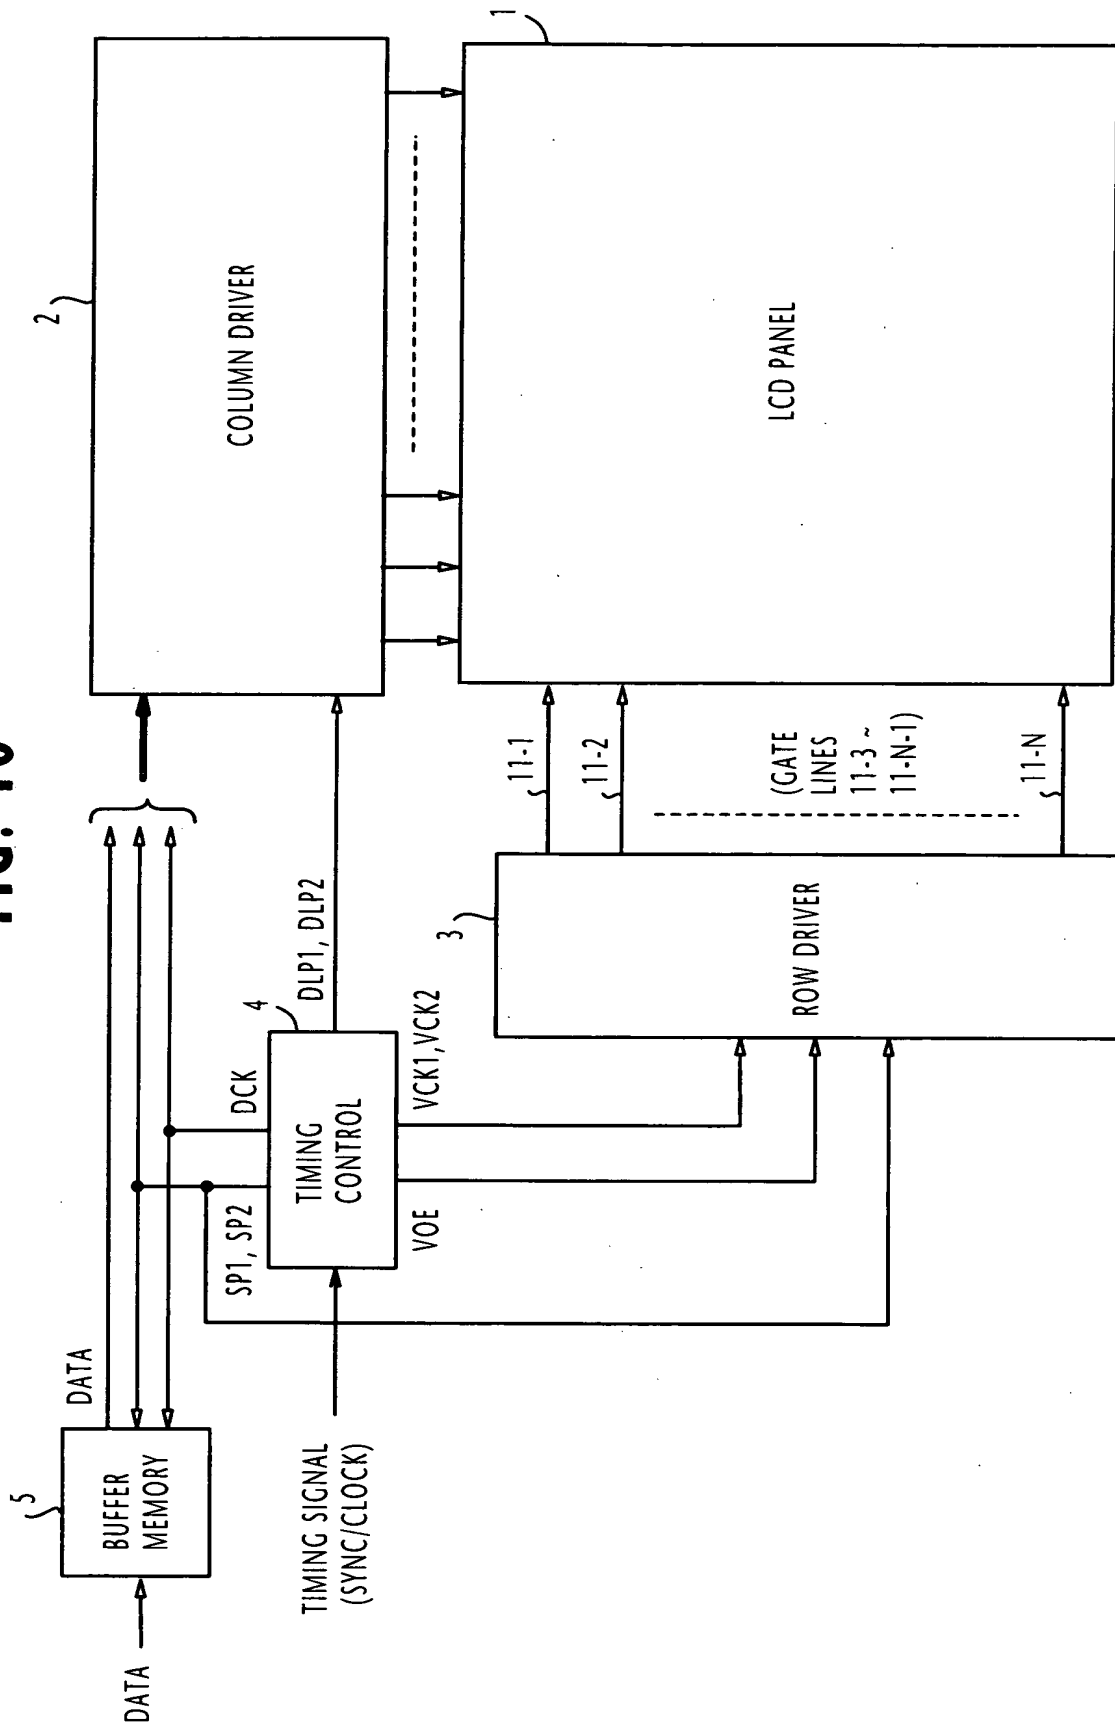 FIG.
5
BUFFER
MEMORY
DATA
DATA
2
COLUMN DRIVER
SP1, SP2
DCK
4
TIMING
CONTROL
DLP1, DLP2
TIMING SIGNAL
(SYNC/CLOCK)
VOE
VCK1,VCK2
3
ROW DRIVER
11-1
11-2
(GATE
LINES
11-3 ~
11-N-1)
11-N
1
LCD PANEL